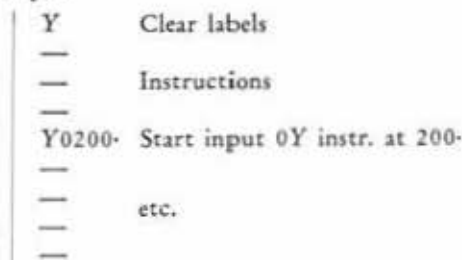 Y Clear labels
—
— Instructions
—
Y0200· Start input 0Y instr. at 200·
—
— etc.
—
—